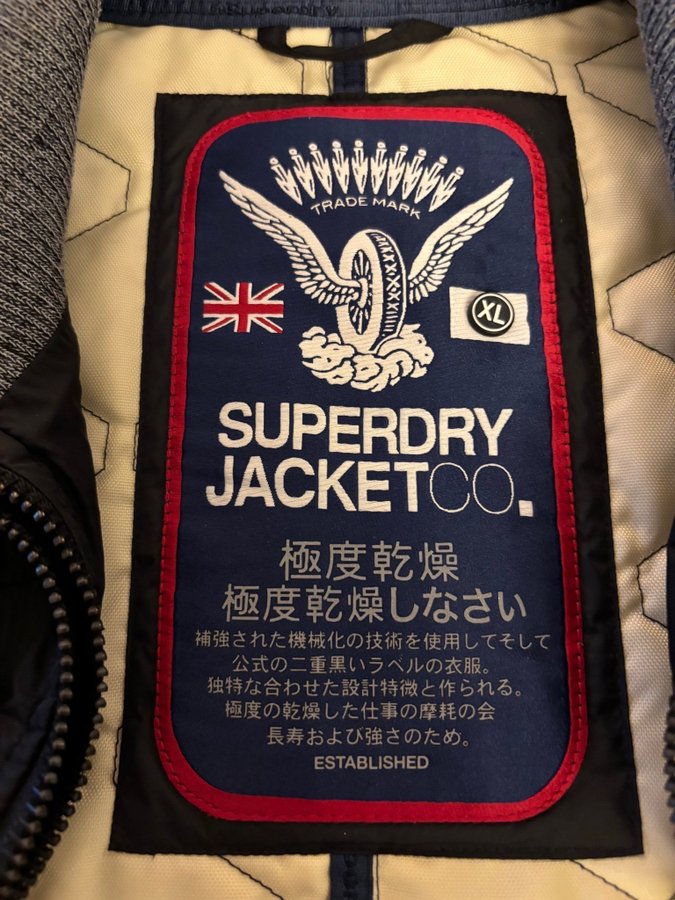 TRADE MARK
XL
SUPERDRY
JACKETCO.
極度乾燥
極度乾燥しなさい
補強された機械化の技術を使用してそして
公式の二重黒いラベルの衣服。
独特な合わせた設計特微と作られる。
極度の乾燥した仕事の摩耗の会
長寿および強さのため。
ESTABLISHED